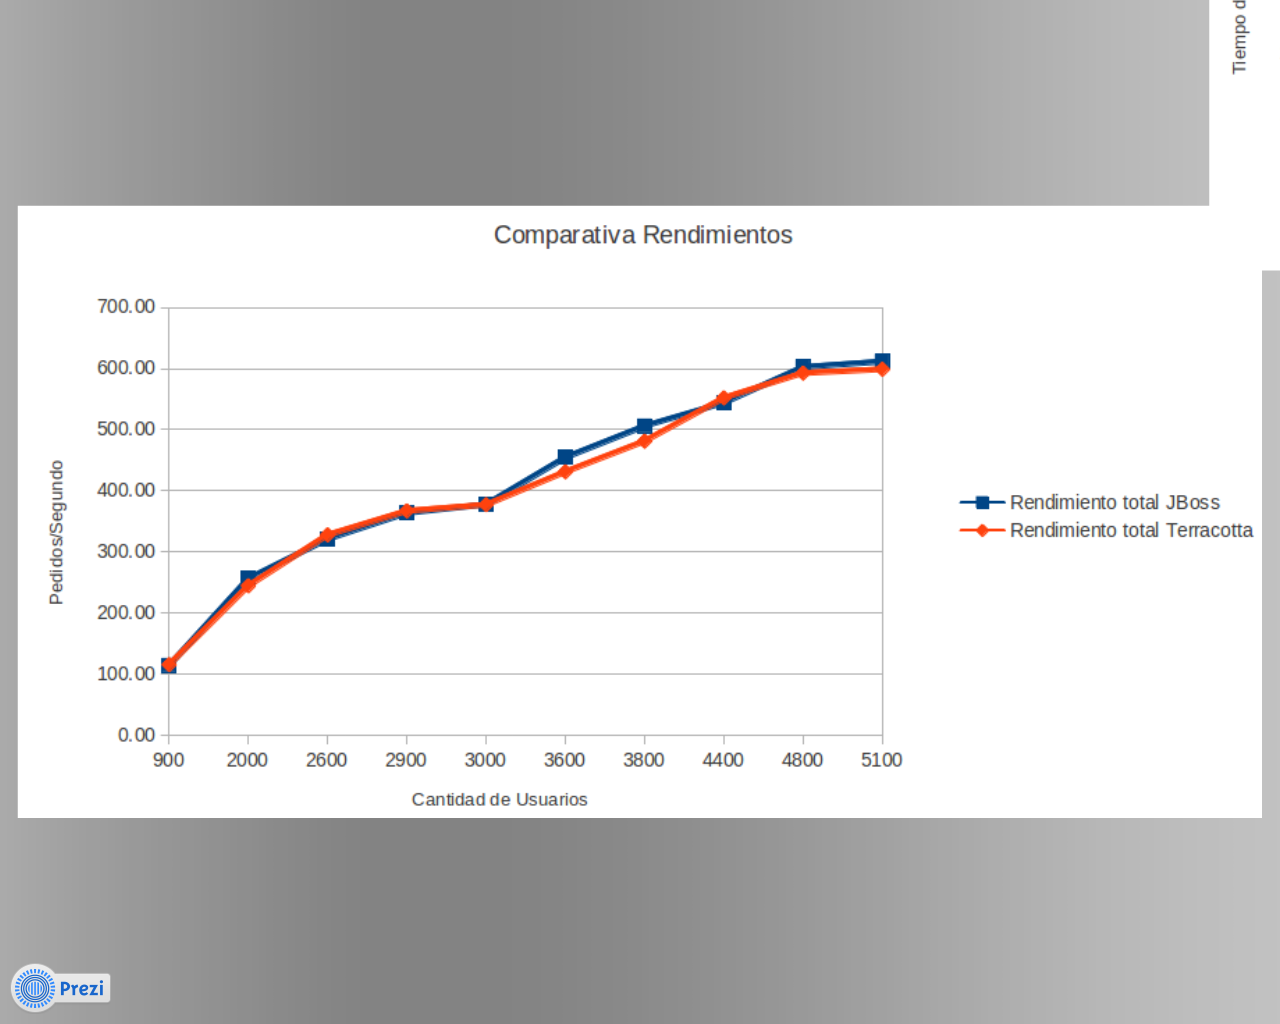 Tiempo d
Comparativa Rendimientos
700.00
600.00
500.00
400.00
300.00
200.00
100.00
0.00
Pedidos/Segundo
900 2000 2600 2900 3000 3600 3800 4400 4800 5100
Cantidad de Usuarios
Rendimiento total JBoss
Rendimiento total Terracotta
Prezi